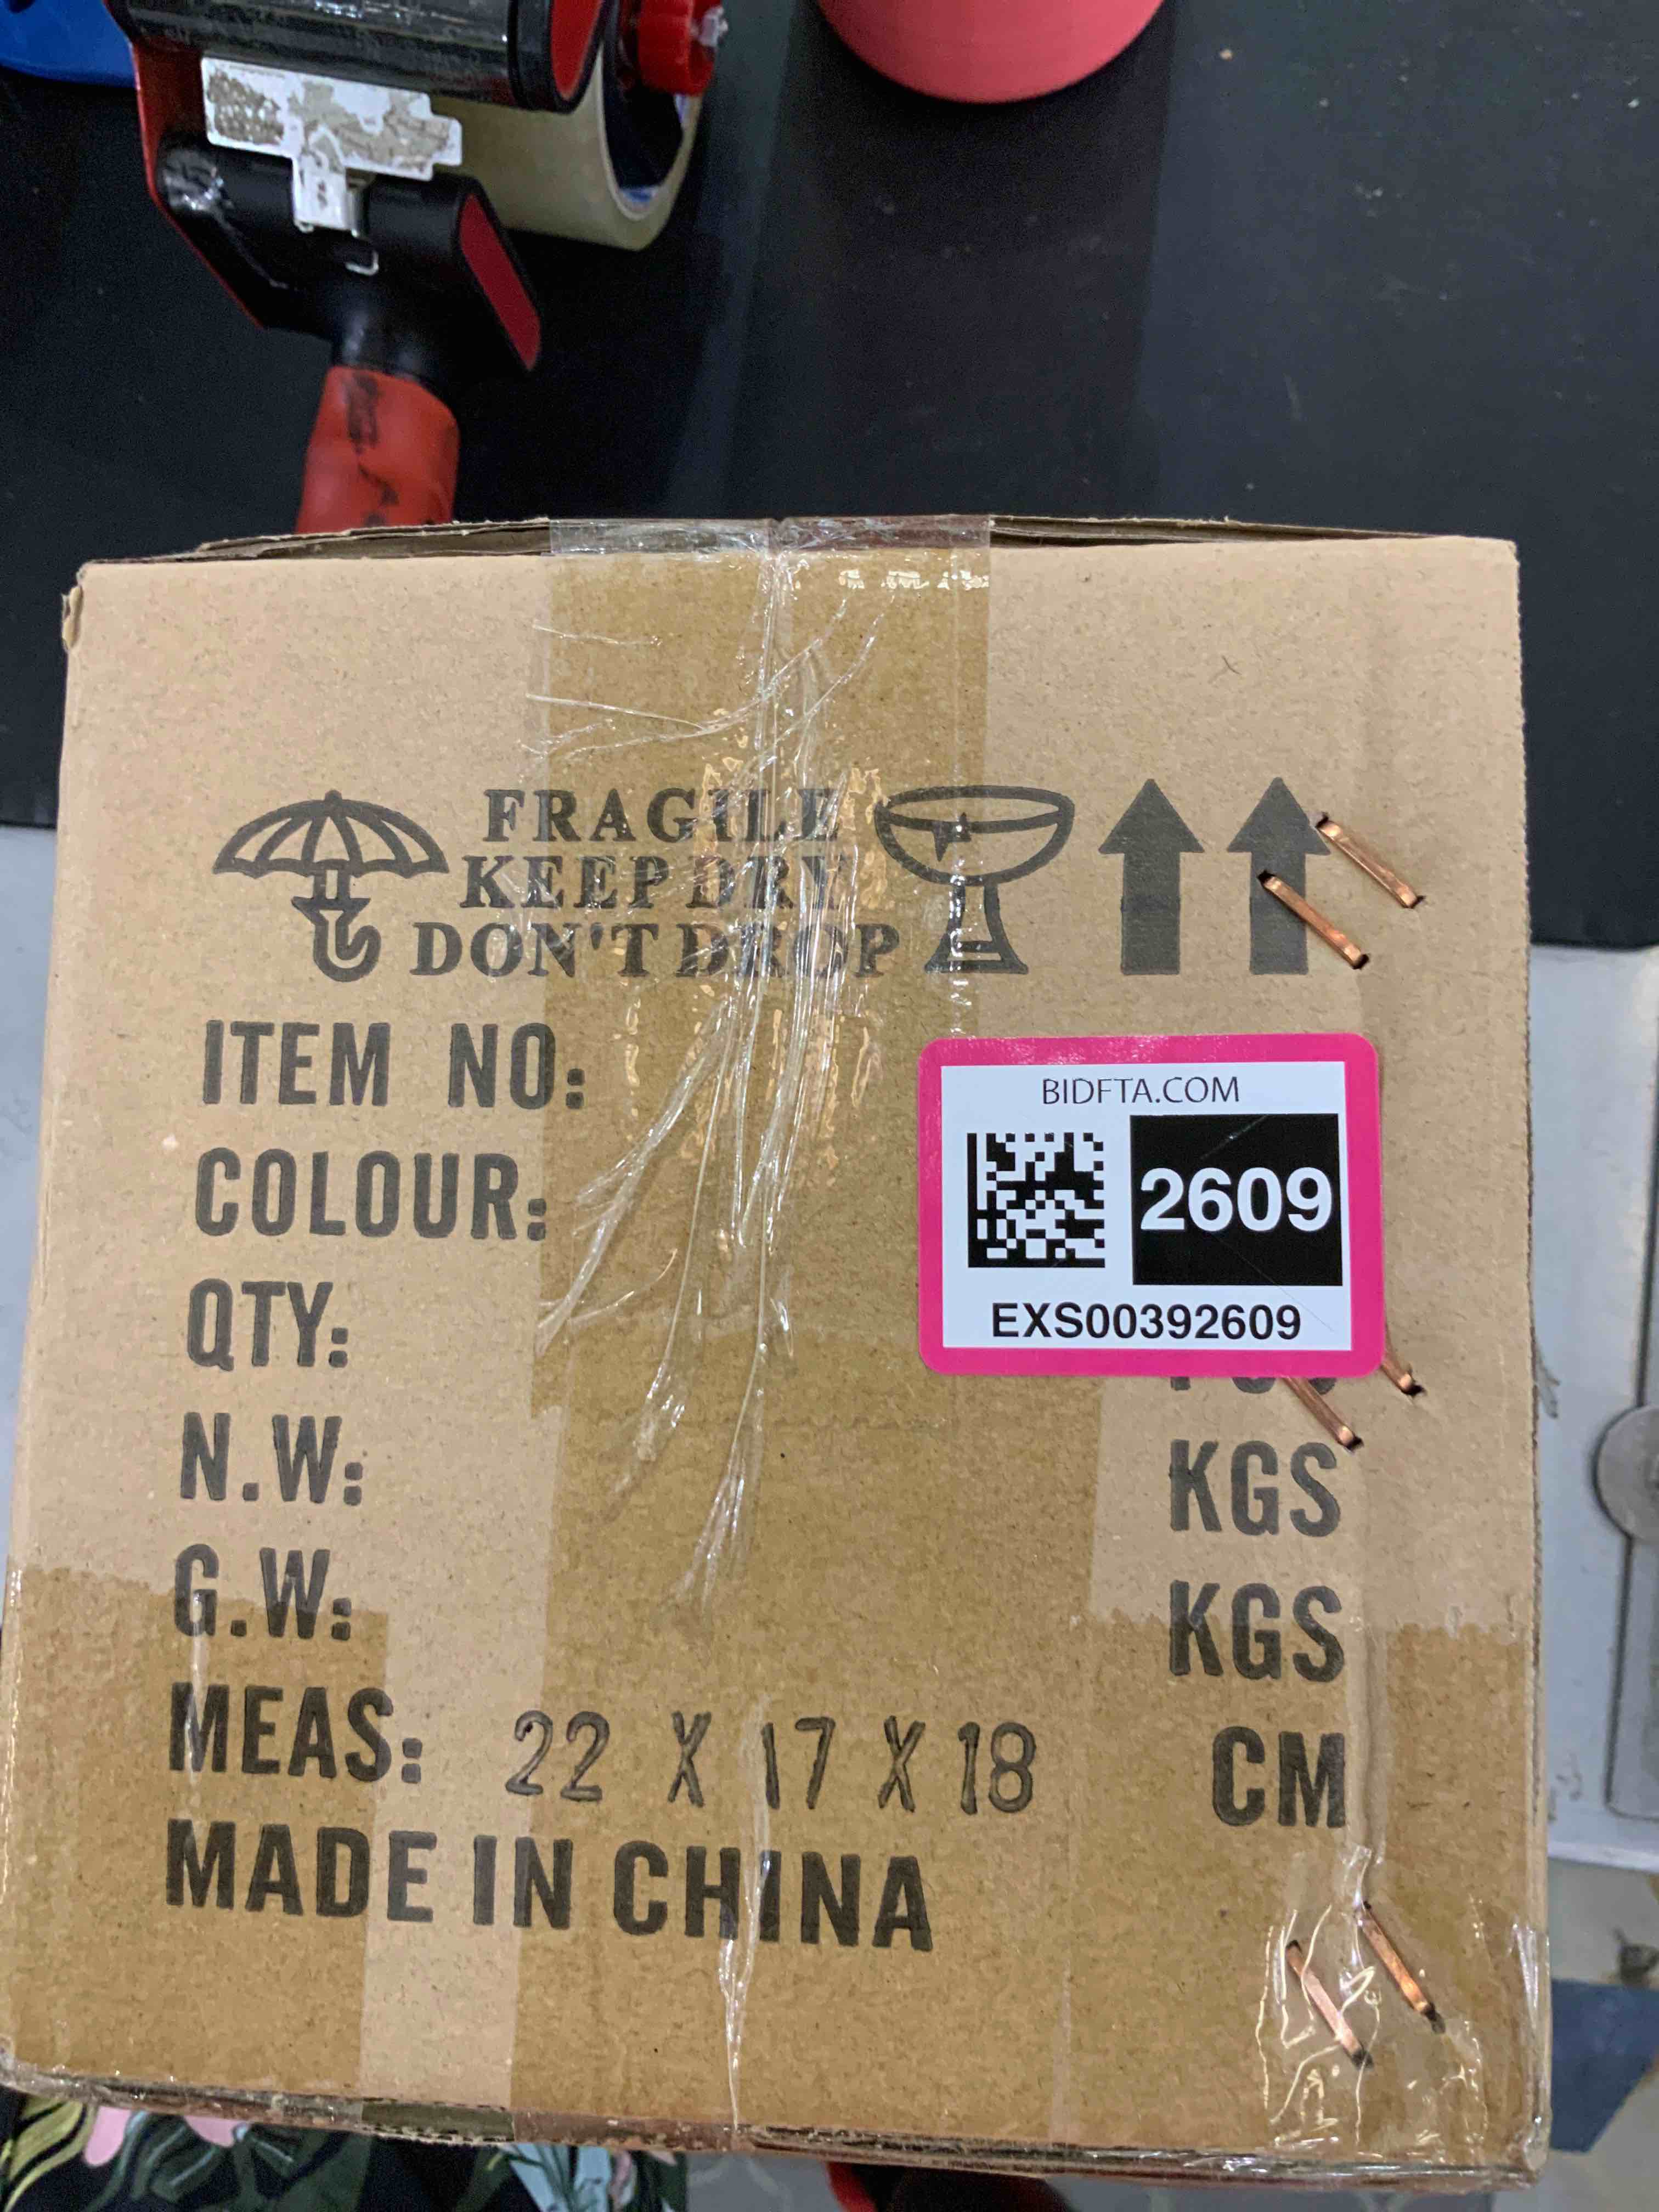 FRAGILE
KEEP DRY
DON'T DROP
ITEM NO:
COLOUR:
BIDFTA.COM
2609
EXS00392609
QTY:
N.W: KGS
G.W: KGS
MEAS: 22 X 17 X 18 CM
MADE IN CHINA